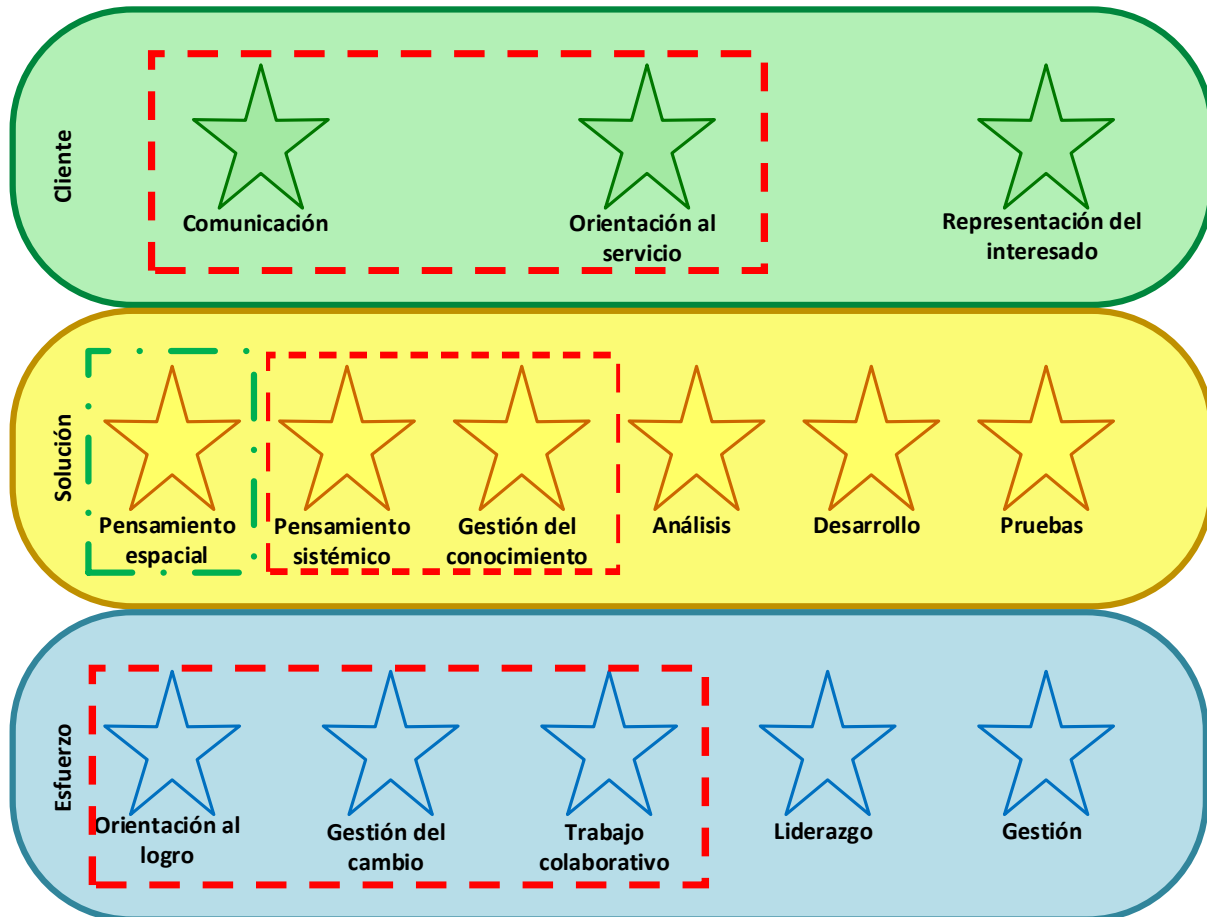 Cliente
Comunicación
Orientación al
servicio
Representación del
interesado
Solución
Pensamiento
espacial
Pensamiento
sistémico
Gestión del
conocimiento
Análisis
Desarrollo
Pruebas
Esfuerzo
Orientación al
logro
Gestión del
cambio
Trabajo
colaborativo
Liderazgo
Gestión